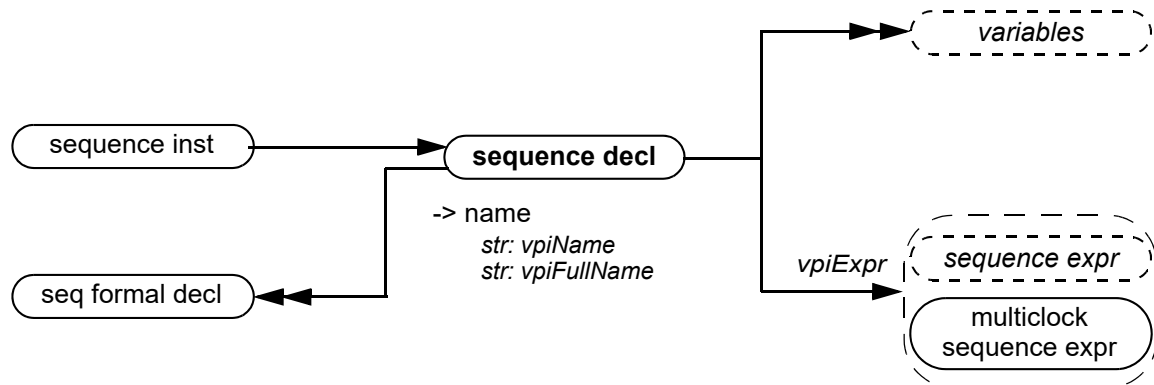 variables
sequence inst
sequence decl
-> name
str: vpiName
str: vpiFullName
seq formal decl
vpiExpr
sequence expr
multiclock
sequence expr